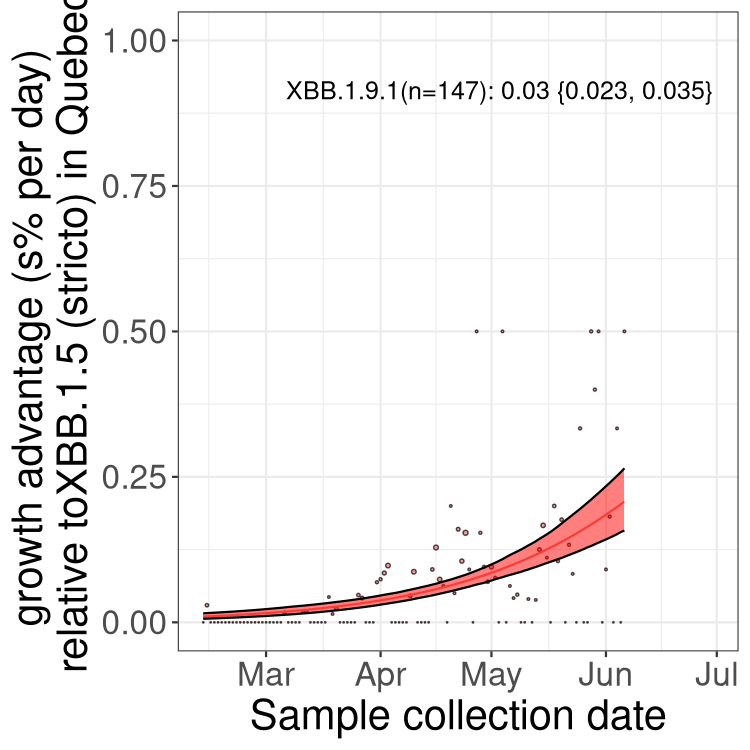 growth advantage (s% per day)
relative toXBB.1.5 (stricto) in Quebec
1.00
0.75
0.50
0.25
0.00
XBB.1.9.1(n=147): 0.03 {0.023, 0.035}
Mar Apr May Jun Jul
Sample collection date